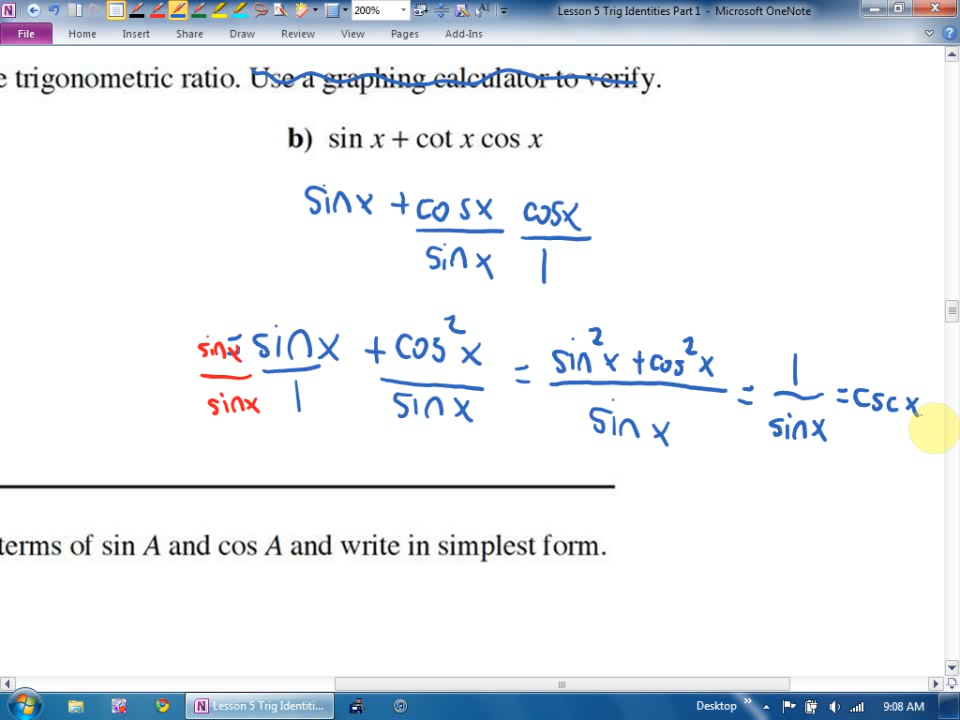 200%
Lesson 5 Trig Identities Part 1 - Microsoft OneNote
File Home Insert Share Draw Review View Pages Add-Ins
e trigonometric ratio. Use a graphing calculator to verify.
b) sin x + cot x cos x
sinx + cosx/sinx cosx/1
sinx/sinx = sinx/1 + cos²x/sinx = sin²x + cos²x/sinx = 1/sinx = cscx
terms of sin A and cos A and write in simplest form.
Lesson 5 Trig Identiti... Desktop 9:08 AM